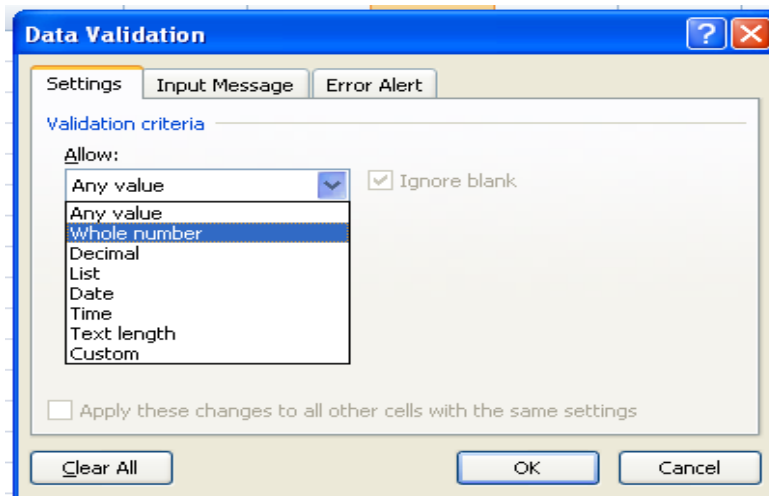 Data Validation
Settings Input Message Error Alert
Validation criteria
Allow:
Any value Ignore blank
Any value
Whole number
Decimal
List
Date
Time
Text length
Custom
Apply these changes to all other cells with the same settings
Clear All OK Cancel